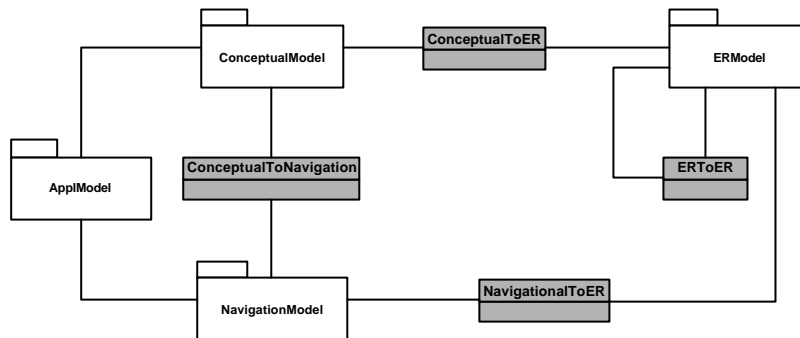 ConceptualToER
ConceptualModel
ERModel
ConceptualToNavigation
ERToER
ApplModel
NavigationalToER
NavigationModel